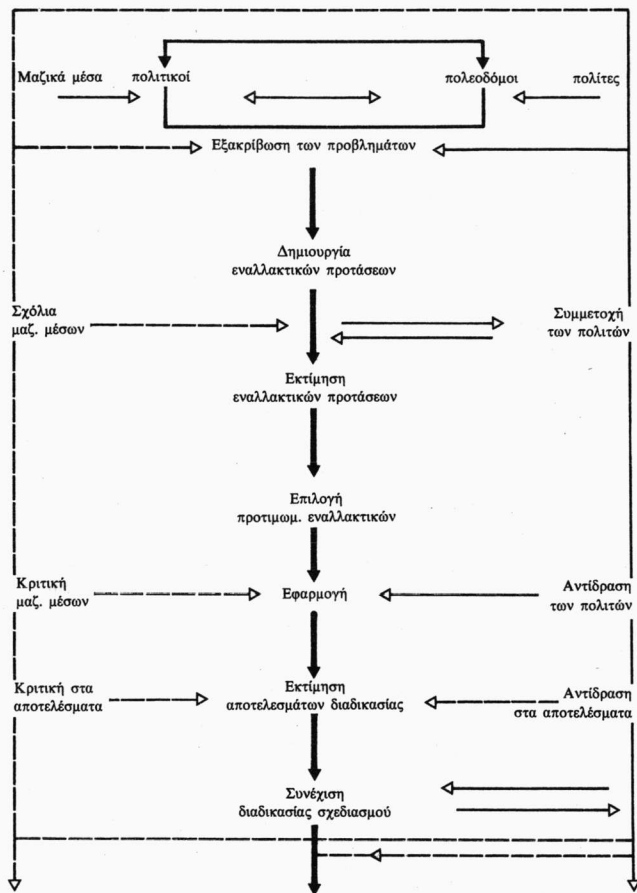 Μαζικά μέσα πολιτικοί πολεοδόμοι πολίτες
Εξακρίβωση των προβλημάτων
Δημιουργία
εναλλακτικών προτάσεων
Σχόλια
μαζ. μέσων
Συμμετοχή
των πολιτών
Εκτίμηση
εναλλακτικών προτάσεων
Επιλογή
προτιμωμ. εναλλακτικών
Κριτική
μαζ. μέσων
Εφαρμογή
Αντίδραση
των πολιτών
Κριτική στα
αποτελέσματα
Εκτίμηση
αποτελεσμάτων διαδικασίας
Αντίδραση
στα αποτελέσματα
Συνέχιση
διαδικασίας σχεδιασμού